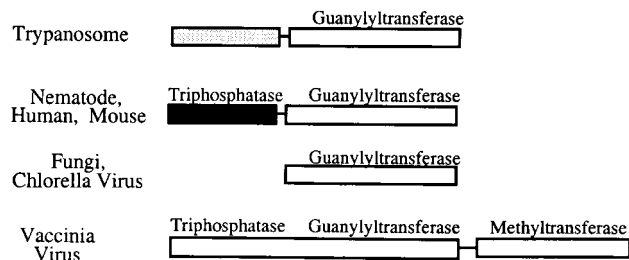 Guanylyltransferase
Trypanosome
Nematode,
Human, Mouse
Triphosphatase Guanylyltransferase
Fungi,
Chlorella Virus
Guanylyltransferase
Vaccinia
Virus
Triphosphatase Guanylyltransferase Methyltransferase